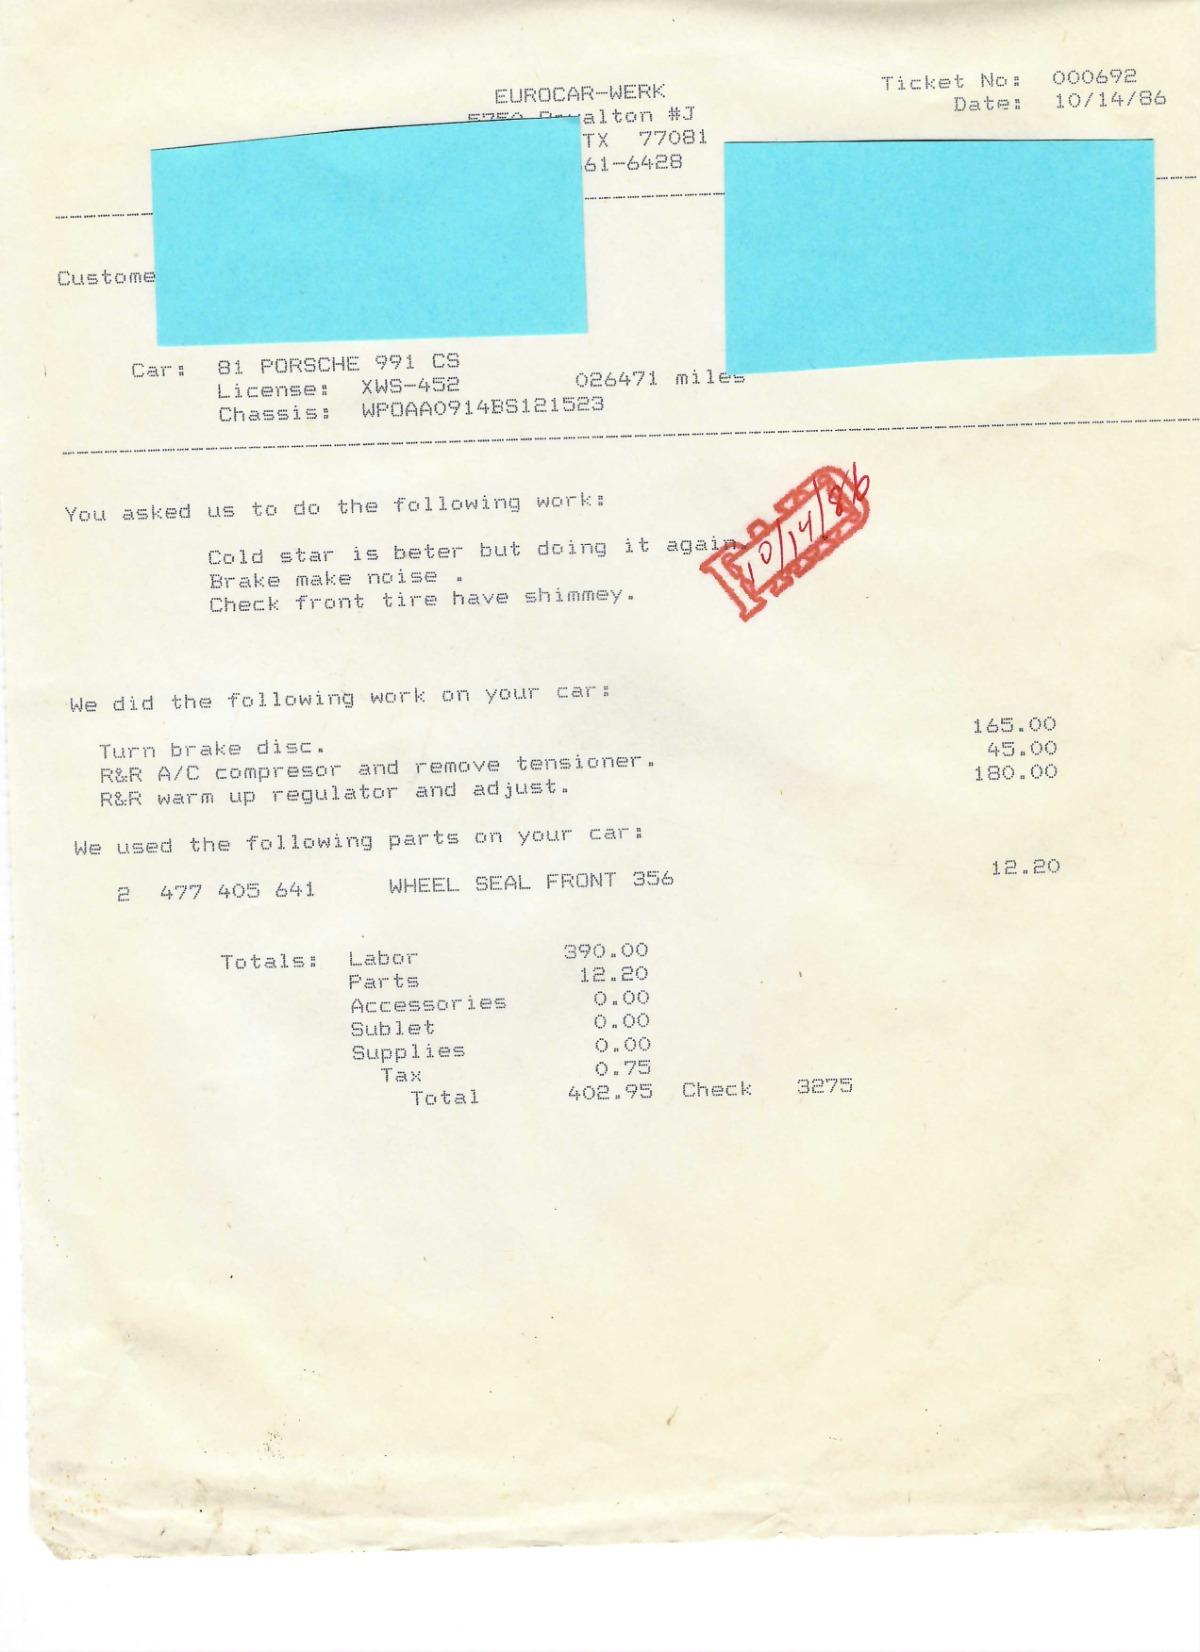 Ticket No: 000692
Date: 10/14/86
EUROCAR-WERK
alton #J
TX 77081
61-6428
Custome
Car: 81 PORSCHE 991 CS
License: XWS-452 026471 miles
Chassis: WPOAA0914BS121523
You asked us to do the following work:
Cold star is beter but doing it again.
Brake make noise .
Check front tire have shimmey.
10/14/86
We did the following work on your car:
Turn brake disc. 165.00
R&R A/C compresor and remove tensioner. 45.00
R&R warm up regulator and adjust. 180.00
We used the following parts on your car:
2 477 405 641 WHEEL SEAL FRONT 356 12.20
Totals: Labor 390.00
Parts 12.20
Accessories 0.00
Sublet 0.00
Supplies 0.00
Tax 0.75
Total 402.95 Check 3275